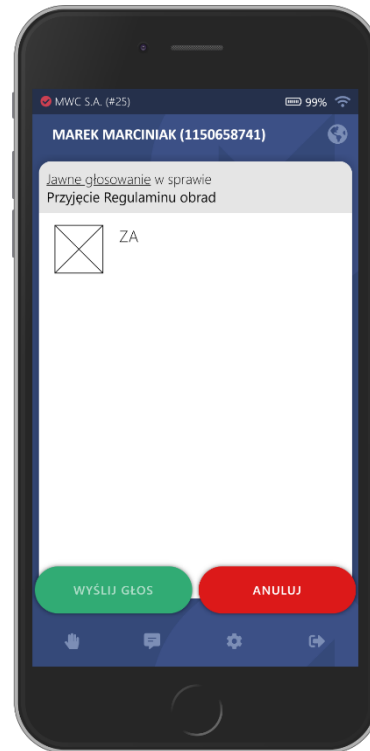 MWC S.A. (#25) 99%
MAREK MARCINIAK (1150658741)
Jawne głosowanie w sprawie
Przyjęcie Regulaminu obrad
ZA
WYŚLIJ GŁOS ANULUJ